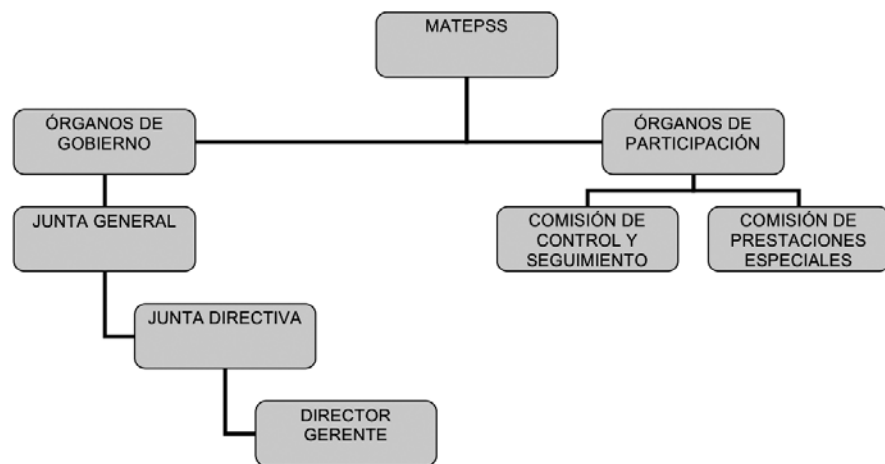 MATEPSS
ÓRGANOS DE
GOBIERNO
ÓRGANOS DE
PARTICIPACIÓN
JUNTA GENERAL
COMISIÓN DE
CONTROL Y
SEGUIMIENTO
COMISIÓN DE
PRESTACIONES
ESPECIALES
JUNTA DIRECTIVA
DIRECTOR
GERENTE